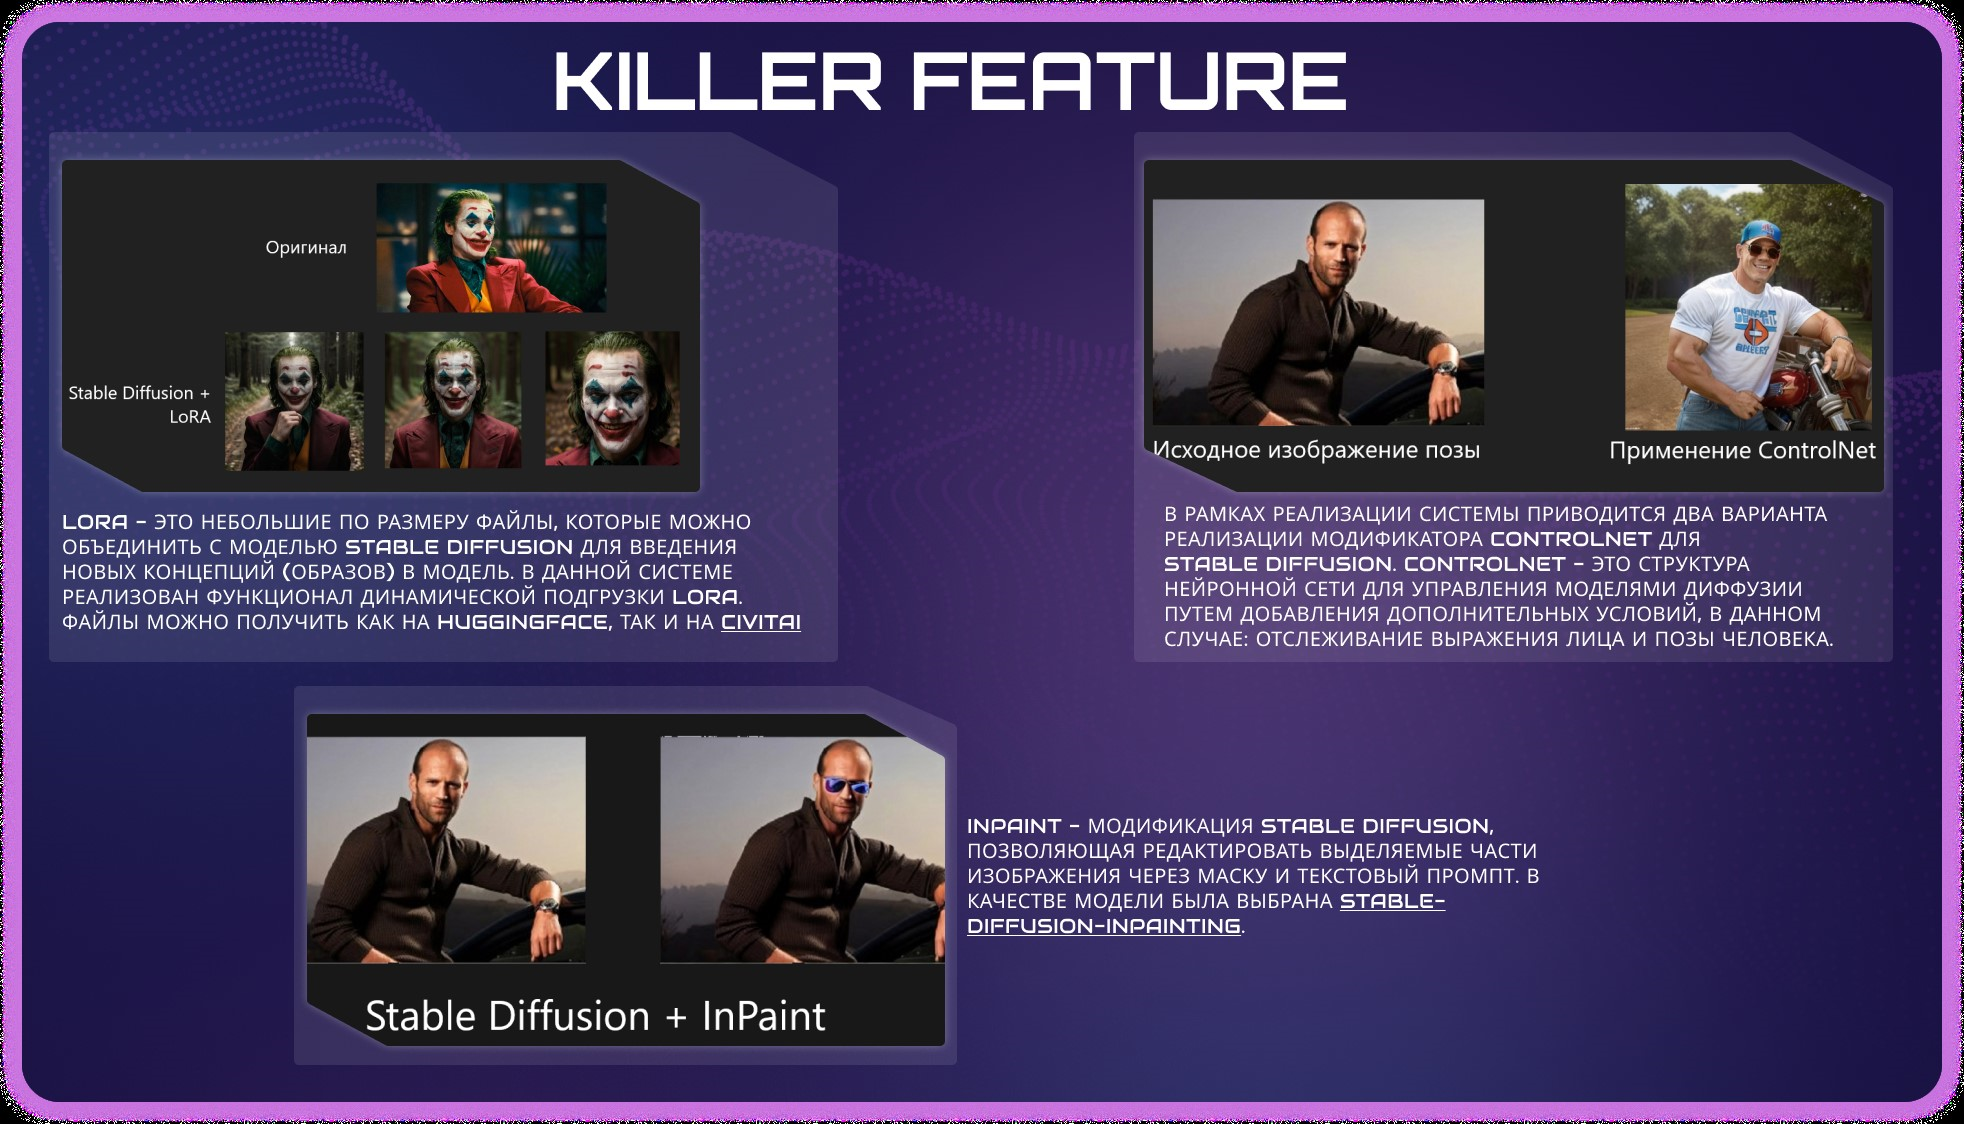 KILLER FEATURE
Оригинал
Stable Diffusion +
LoRA
LORA – ЭТО НЕБОЛЬШИЕ ПО РАЗМЕРУ ФАЙЛЫ, КОТОРЫЕ МОЖНО
ОБЪЕДИНИТЬ С МОДЕЛЬЮ STABLE DIFFUSION ДЛЯ ВВЕДЕНИЯ
НОВЫХ КОНЦЕПЦИЙ (ОБРАЗОВ) В МОДЕЛЬ. В ДАННОЙ СИСТЕМЕ
РЕАЛИЗОВАН ФУНКЦИОНАЛ ДИНАМИЧЕСКОЙ ПОДГРУЗКИ LORA.
ФАЙЛЫ МОЖНО ПОЛУЧИТЬ КАК НА HUGGINGFACE, ТАК И НА CIVITAI
Исходное изображение позы
Применение ControlNet
В РАМКАХ РЕАЛИЗАЦИИ СИСТЕМЫ ПРИВОДИТСЯ ДВА ВАРИАНТА
РЕАЛИЗАЦИИ МОДИФИКАТОРА CONTROLNET ДЛЯ
STABLE DIFFUSION. CONTROLNET – ЭТО СТРУКТУРА
НЕЙРОННОЙ СЕТИ ДЛЯ УПРАВЛЕНИЯ МОДЕЛЯМИ ДИФФУЗИИ
ПУТЕМ ДОБАВЛЕНИЯ ДОПОЛНИТЕЛЬНЫХ УСЛОВИЙ, В ДАННОМ
СЛУЧАЕ: ОТСЛЕЖИВАНИЕ ВЫРАЖЕНИЯ ЛИЦА И ПОЗЫ ЧЕЛОВЕКА.
Stable Diffusion + InPaint
INPAINT – МОДИФИКАЦИЯ STABLE DIFFUSION,
ПОЗВОЛЯЮЩАЯ РЕДАКТИРОВАТЬ ВЫДЕЛЯЕМЫЕ ЧАСТИ
ИЗОБРАЖЕНИЯ ЧЕРЕЗ МАСКУ И ТЕКСТОВЫЙ ПРОМПТ. В
КАЧЕСТВЕ МОДЕЛИ БЫЛА ВЫБРАНА STABLE-
DIFFUSION-INPAINTING.